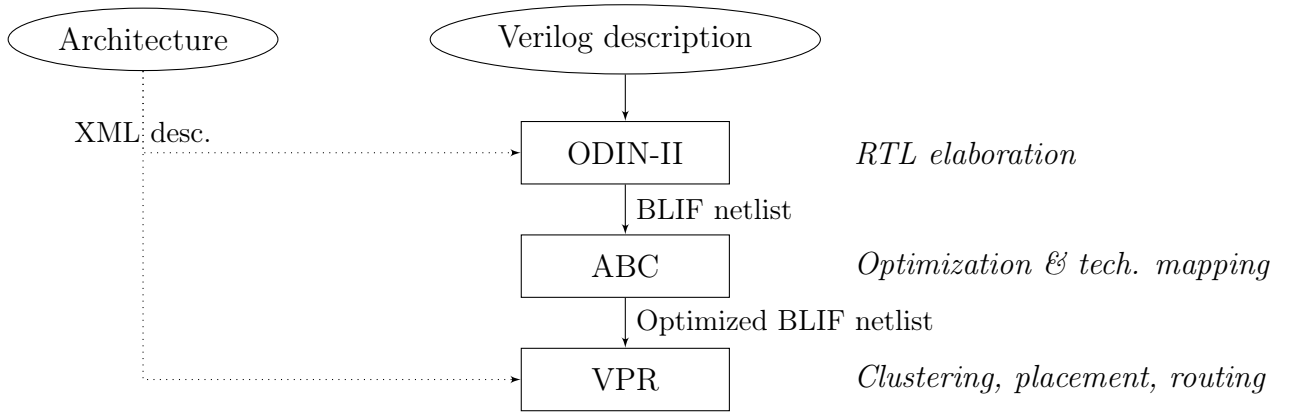 Architecture
Verilog description
XML desc.
ODIN-II
RTL elaboration
BLIF netlist
ABC
Optimization & tech. mapping
Optimized BLIF netlist
VPR
Clustering, placement, routing